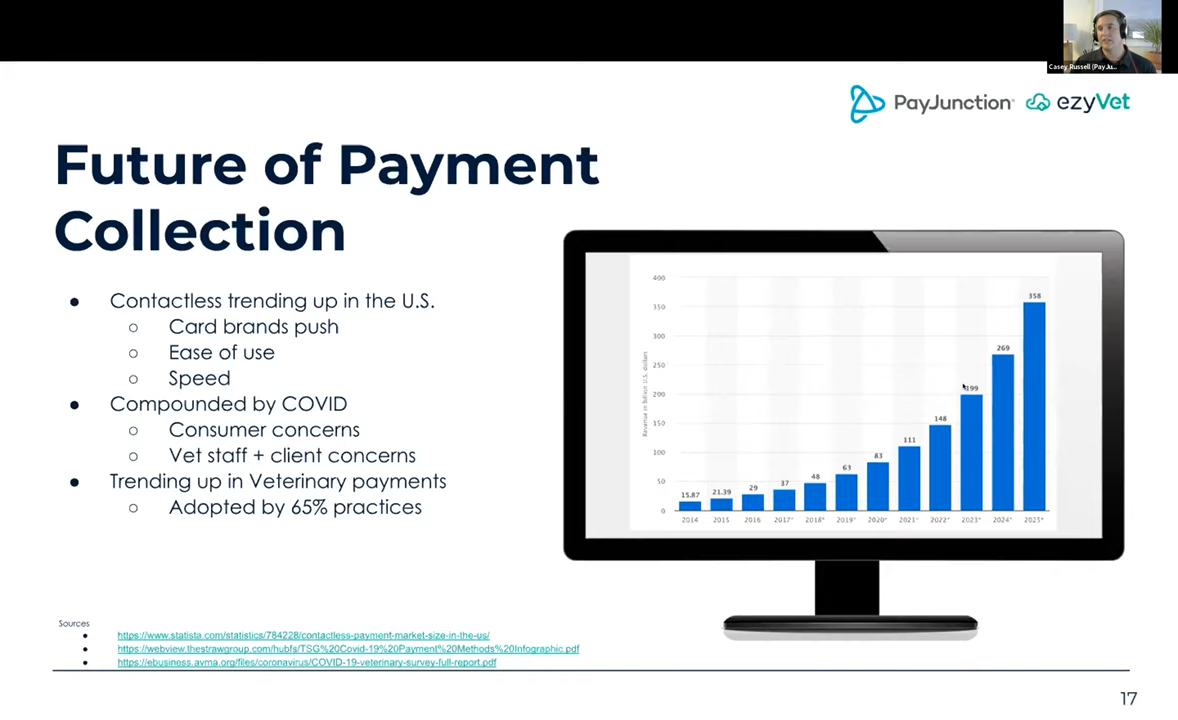 Casey Russell (PayJu...
PayJunction
ezyVet
Future of Payment
Collection
● Contactless trending up in the U.S.
○ Card brands push
○ Ease of use
○ Speed
● Compounded by COVID
○ Consumer concerns
○ Vet staff + client concerns
● Trending up in Veterinary payments
○ Adopted by 65% practices
Revenue in billion U.S. dollars
400
350
300
250
200
150
100
50
0
15.87
21.39
29
37
48
63
83
111
148
199
269
358
2014
2015
2016
2017*
2018*
2019*
2020*
2021*
2022*
2023*
2024*
2025*
Sources
● https://www.statista.com/statistics/784228/contactless-payment-market-size-in-the-us/
● https://webview.thestrawgroup.com/hubfs/TSG%20Covid-19%20Payment%20Methods%20Infographic.pdf
● https://ebusiness.avma.org/files/coronavirus/COVID-19-veterinary-survey-full-report.pdf
17